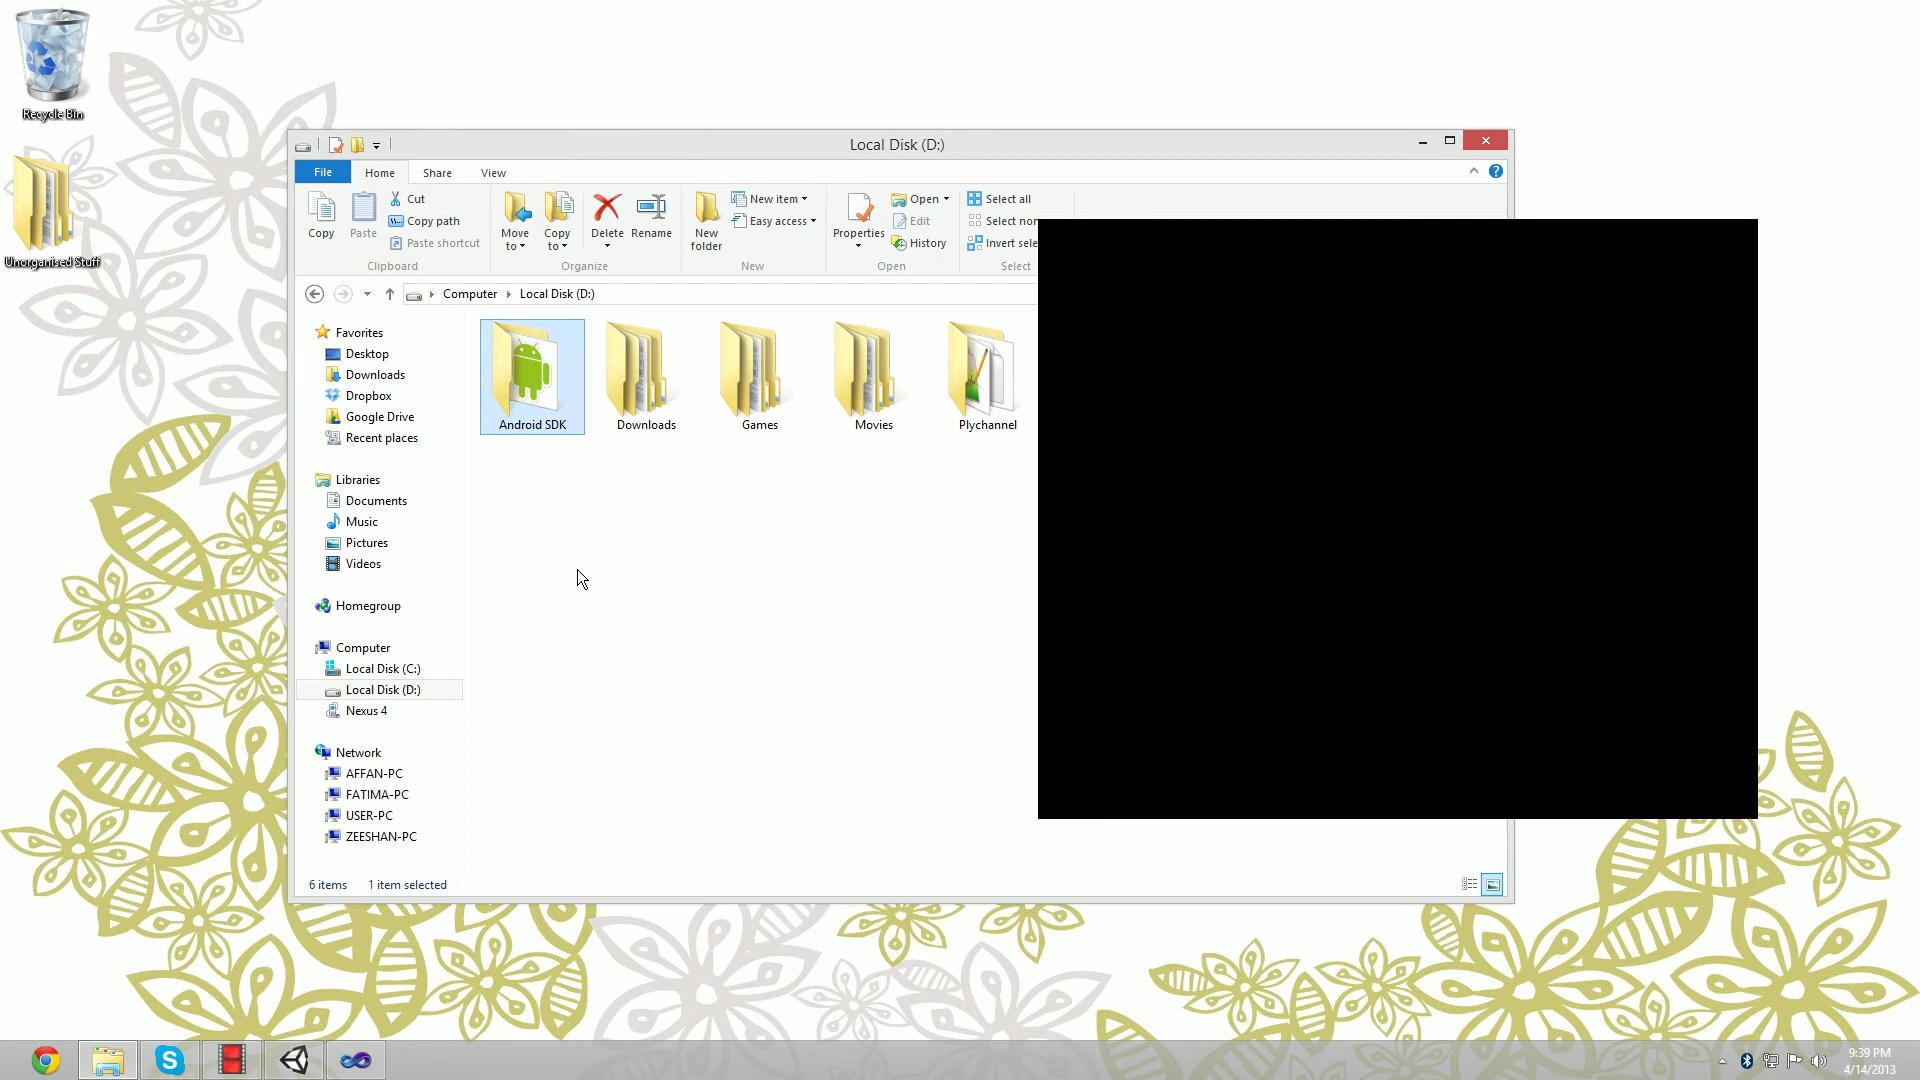 Recycle Bin
Unorganised Stuff
Local Disk (D:)
File
Home
Share
View
Copy
Paste
Cut
Copy path
Paste shortcut
Clipboard
Move to
Copy to
Delete
Rename
Organize
New folder
New item
Easy access
New
Properties
Open
Edit
History
Open
Select all
Select
Invert
Select
Computer
Local Disk (D:)
Favorites
Desktop
Downloads
Dropbox
Google Drive
Recent places
Libraries
Documents
Music
Pictures
Videos
Homegroup
Computer
Local Disk (C:)
Local Disk (D:)
Nexus 4
Network
AFFAN-PC
FATIMA-PC
USER-PC
ZEESHAN-PC
Android SDK
Downloads
Games
Movies
Plychannel
6 items
1 item selected
9:39 PM
4/14/2013